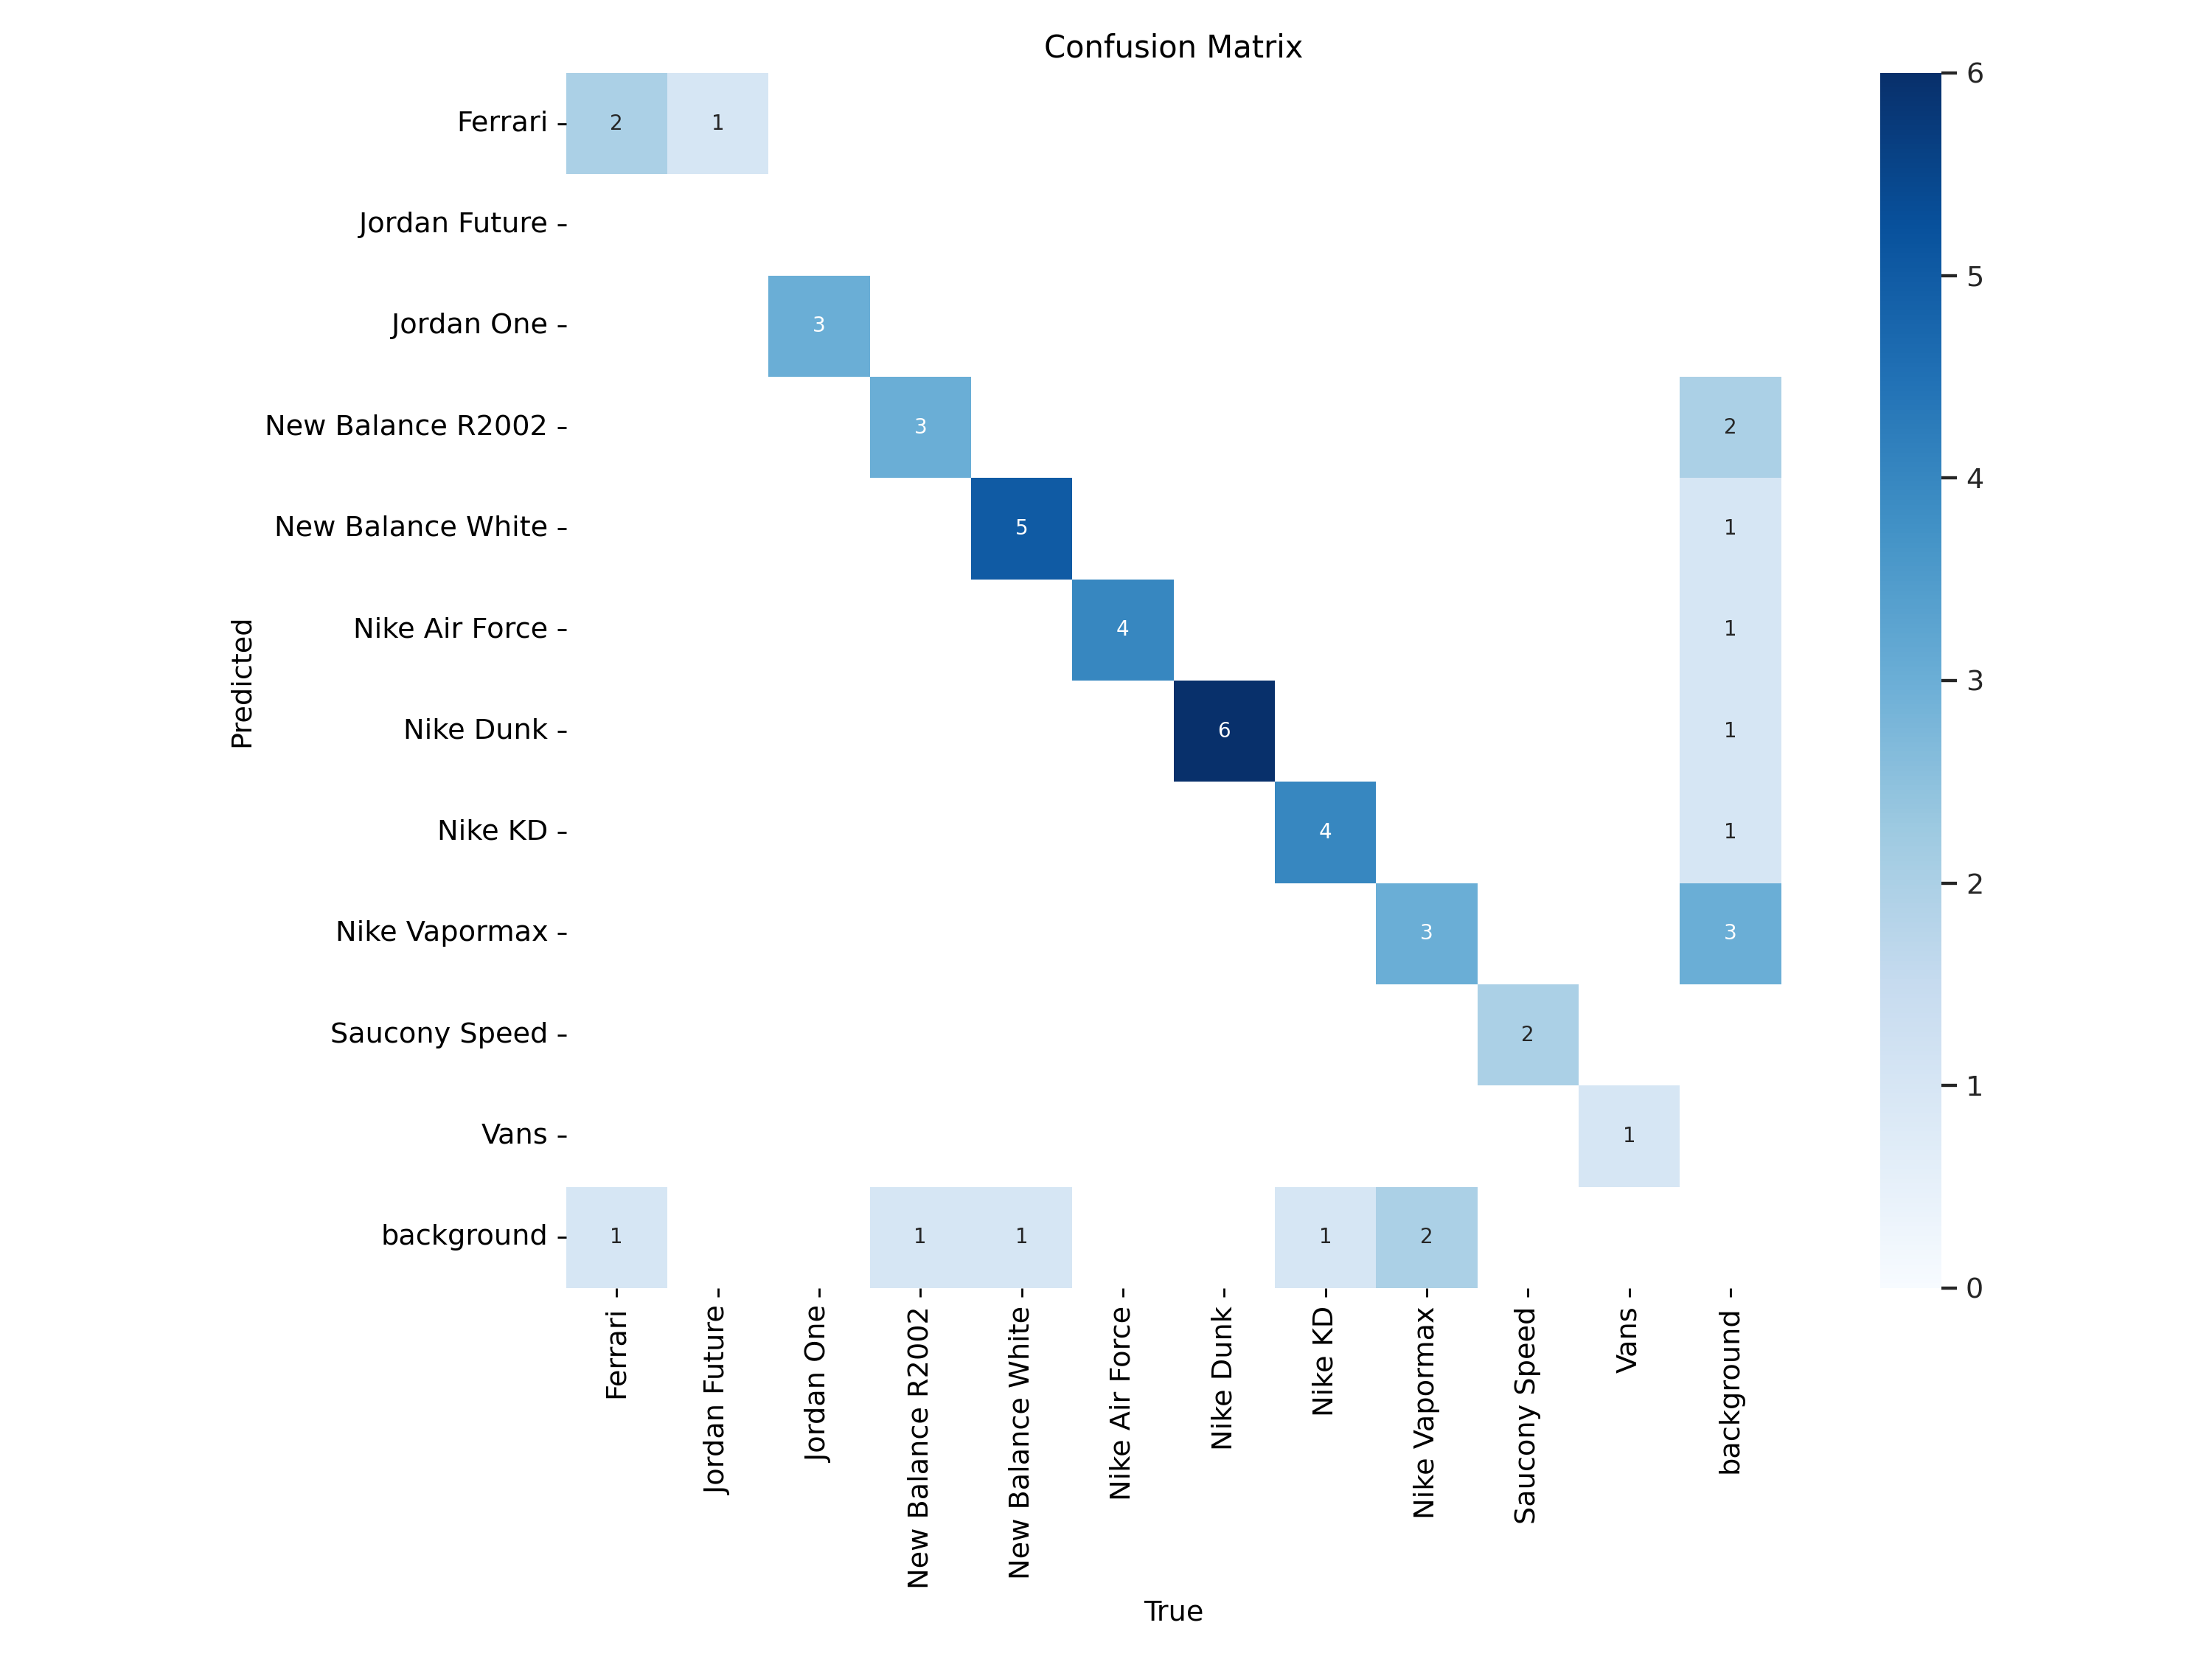 Confusion Matrix
Ferrari
2 1
Jordan Future
Jordan One
3
New Balance R2002
3 2
New Balance White
5 1
Nike Air Force
4 1
Nike Dunk
6 1
Nike KD
4 1
Nike Vapormax
3 3
Saucony Speed
2
Vans
1
background
1 1 1 1 2
Predicted
Ferrari
Jordan Future
Jordan One
New Balance R2002
New Balance White
Nike Air Force
Nike Dunk
Nike KD
Nike Vapormax
Saucony Speed
Vans
background
True
6
5
4
3
2
1
0